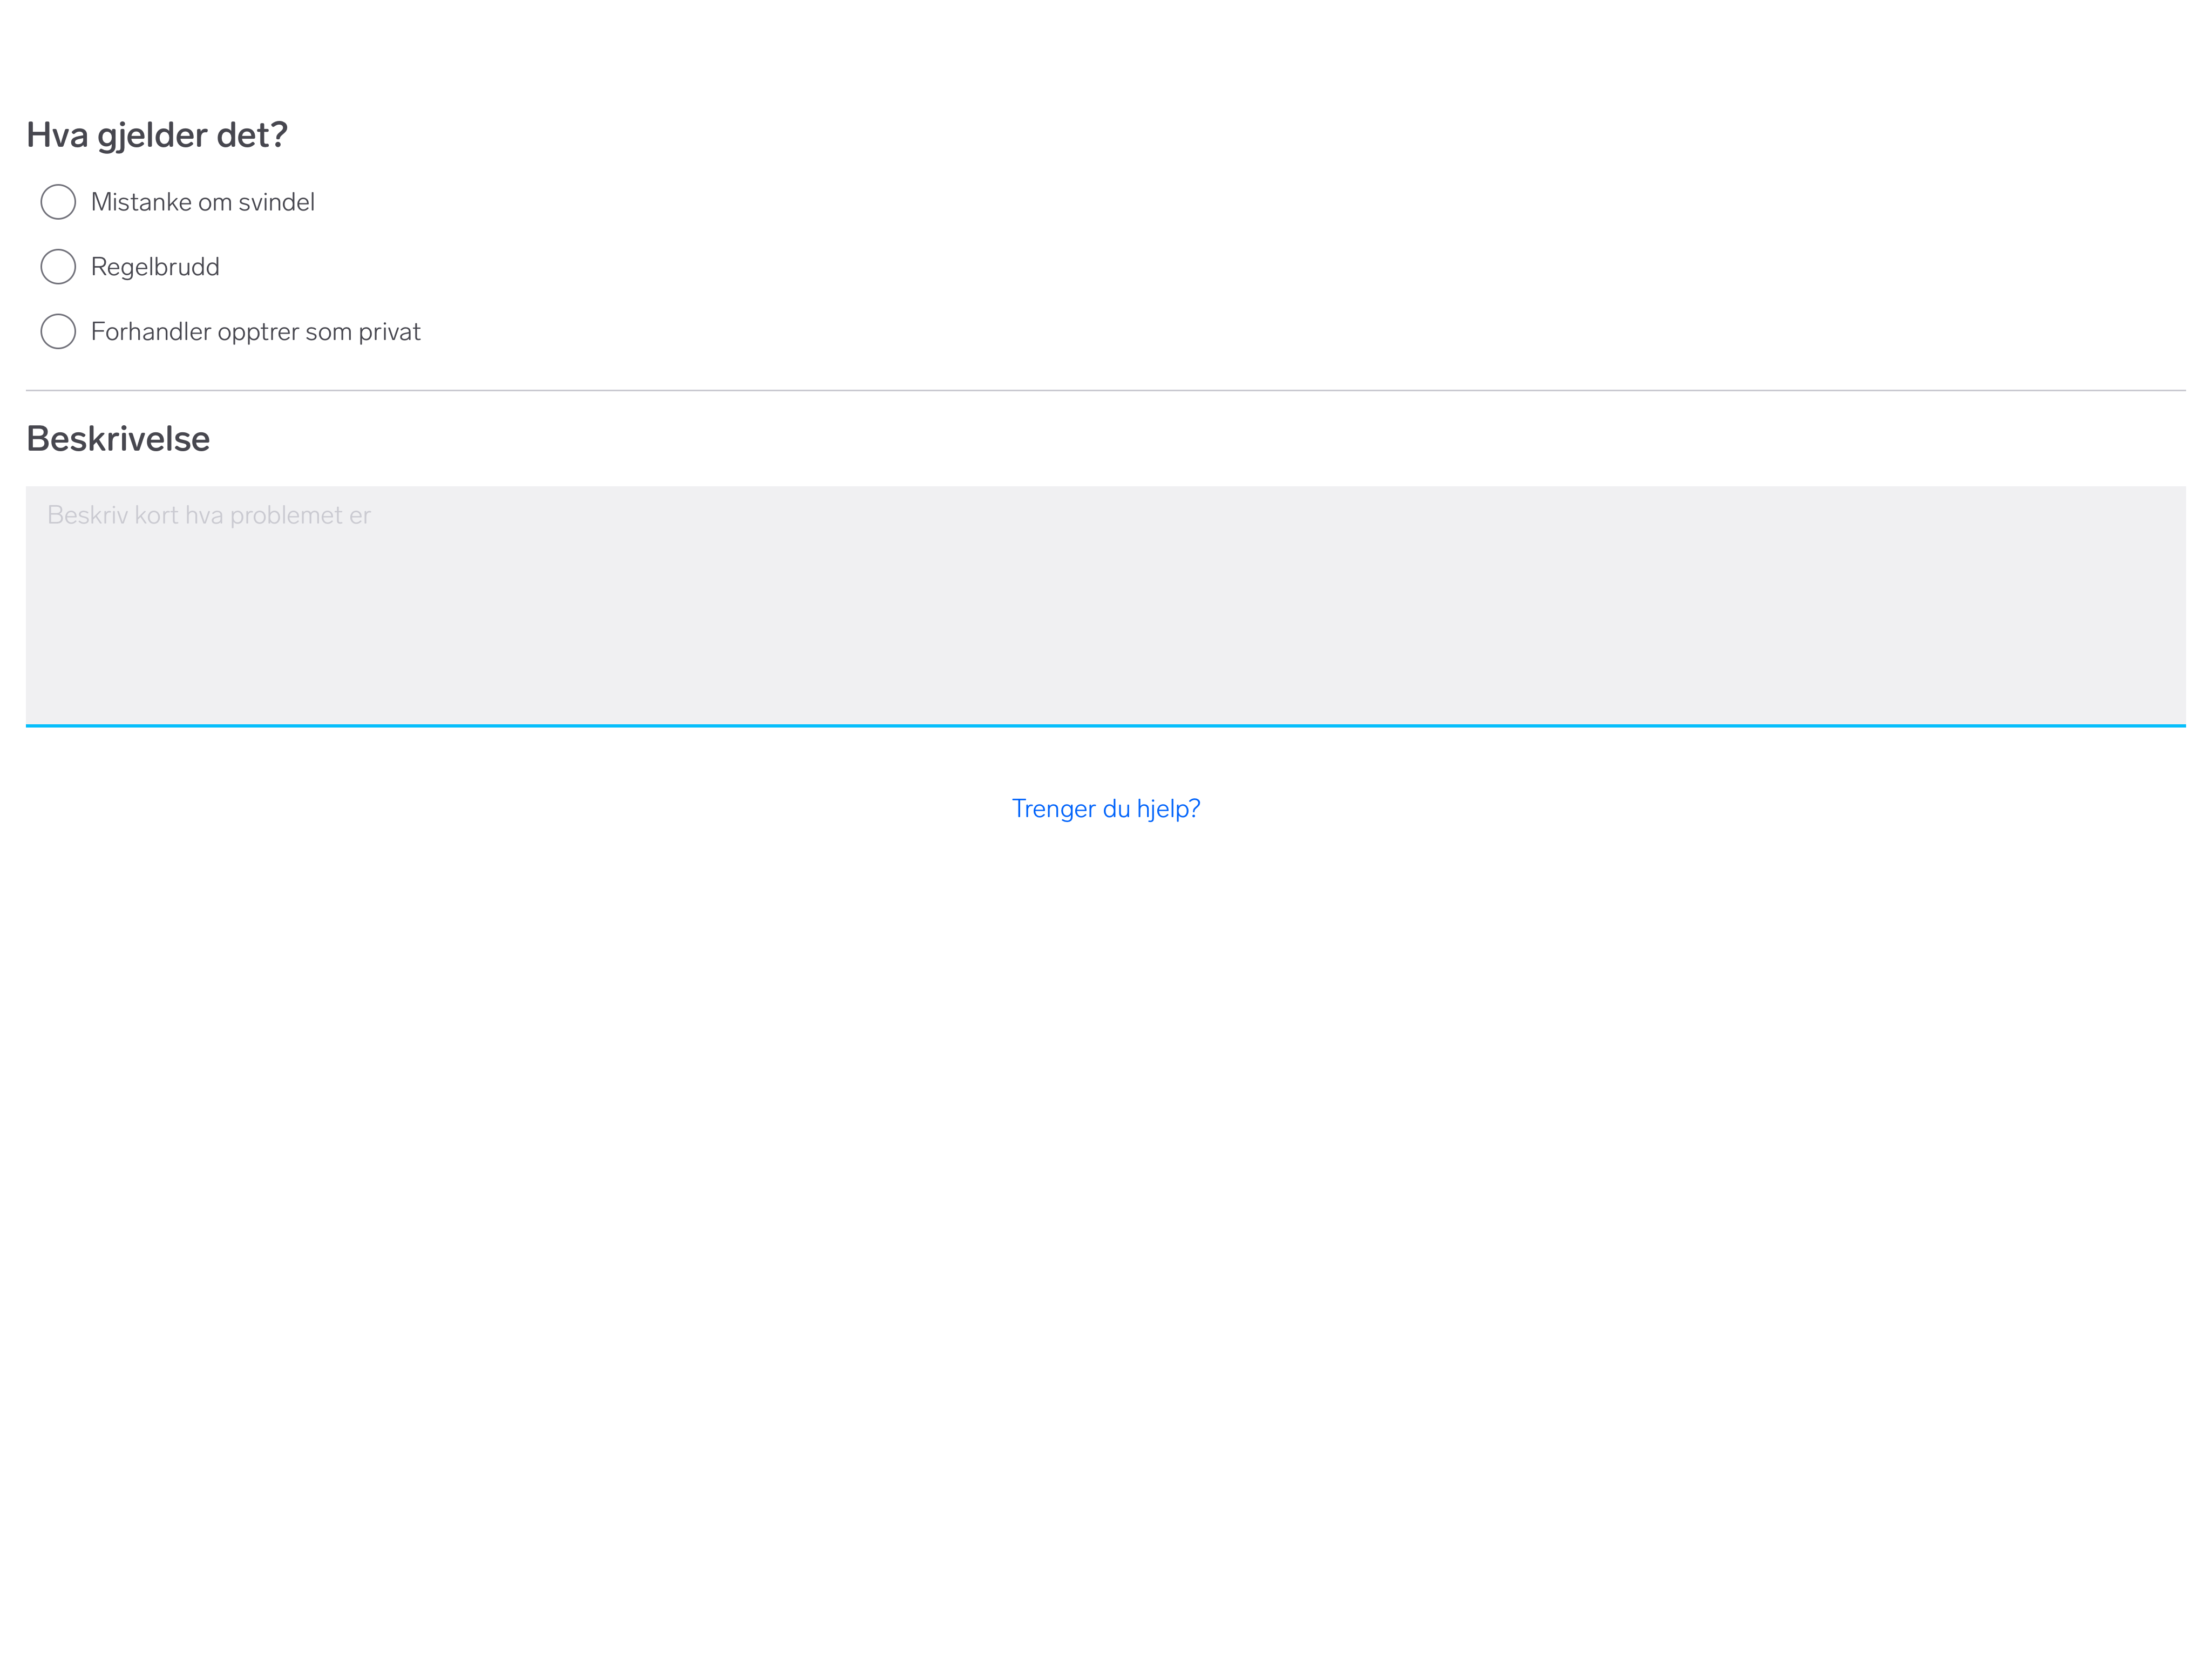 Hva gjelder det?
Mistanke om svindel
Regelbrudd
Forhandler opptrer som privat
Beskrivelse
Beskriv kort hva problemet er
Trenger du hjelp?